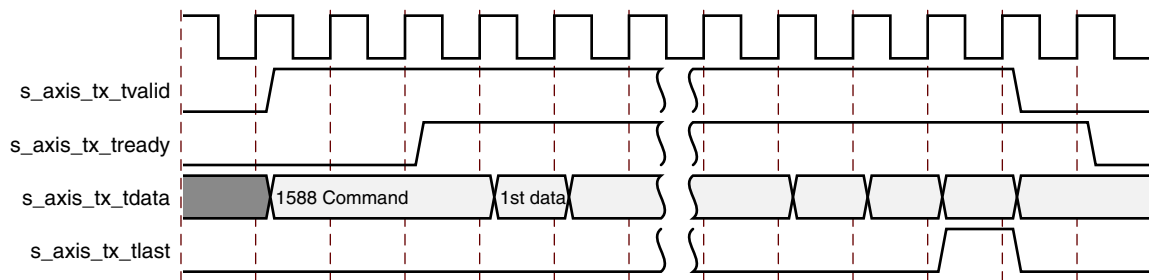 s_axis_tx_tvalid
s_axis_tx_tready
s_axis_tx_tdata 1588 Command 1st data
s_axis_tx_tlast